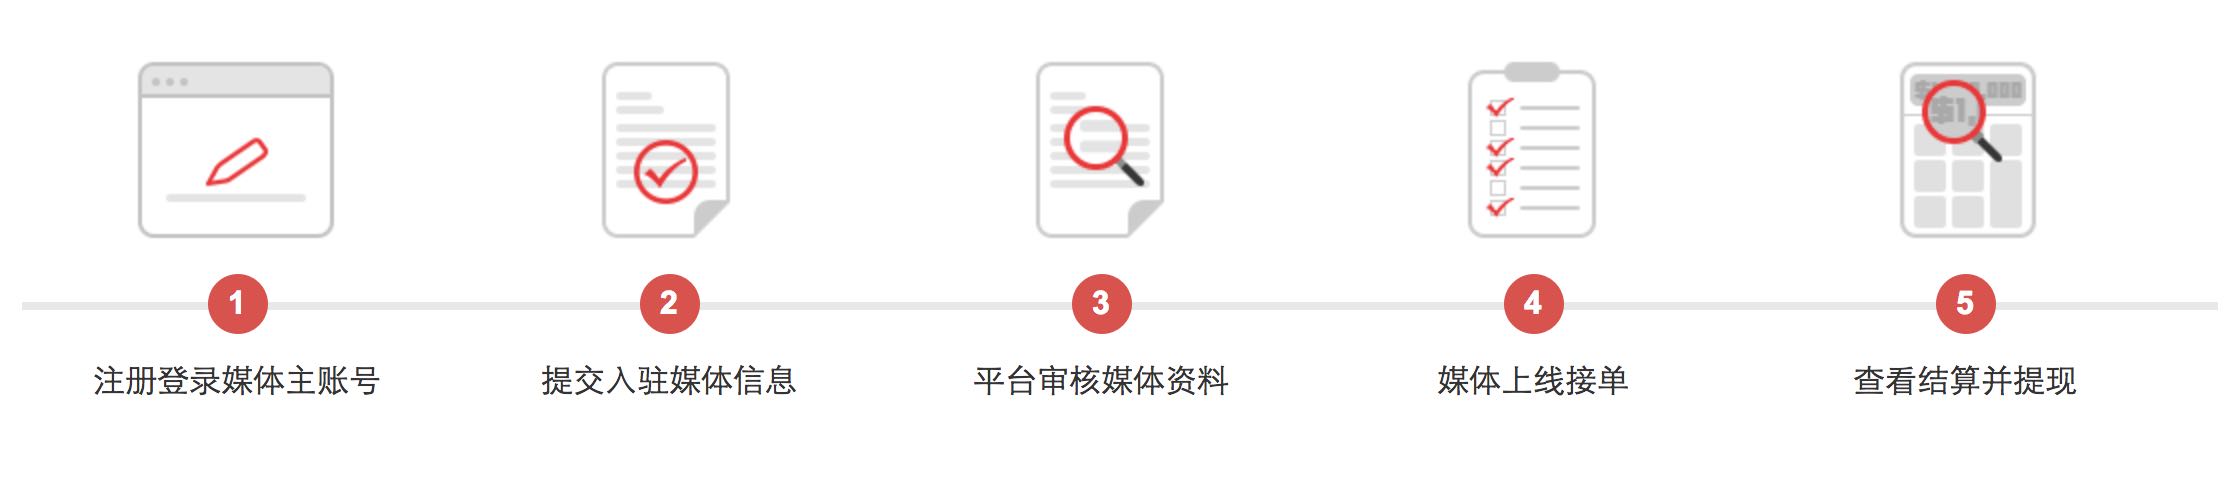 $1,
,000
1
2
3
4
5
注册登录媒体主账号
提交入驻媒体信息
平台审核媒体资料
媒体上线接单
查看结算并提现